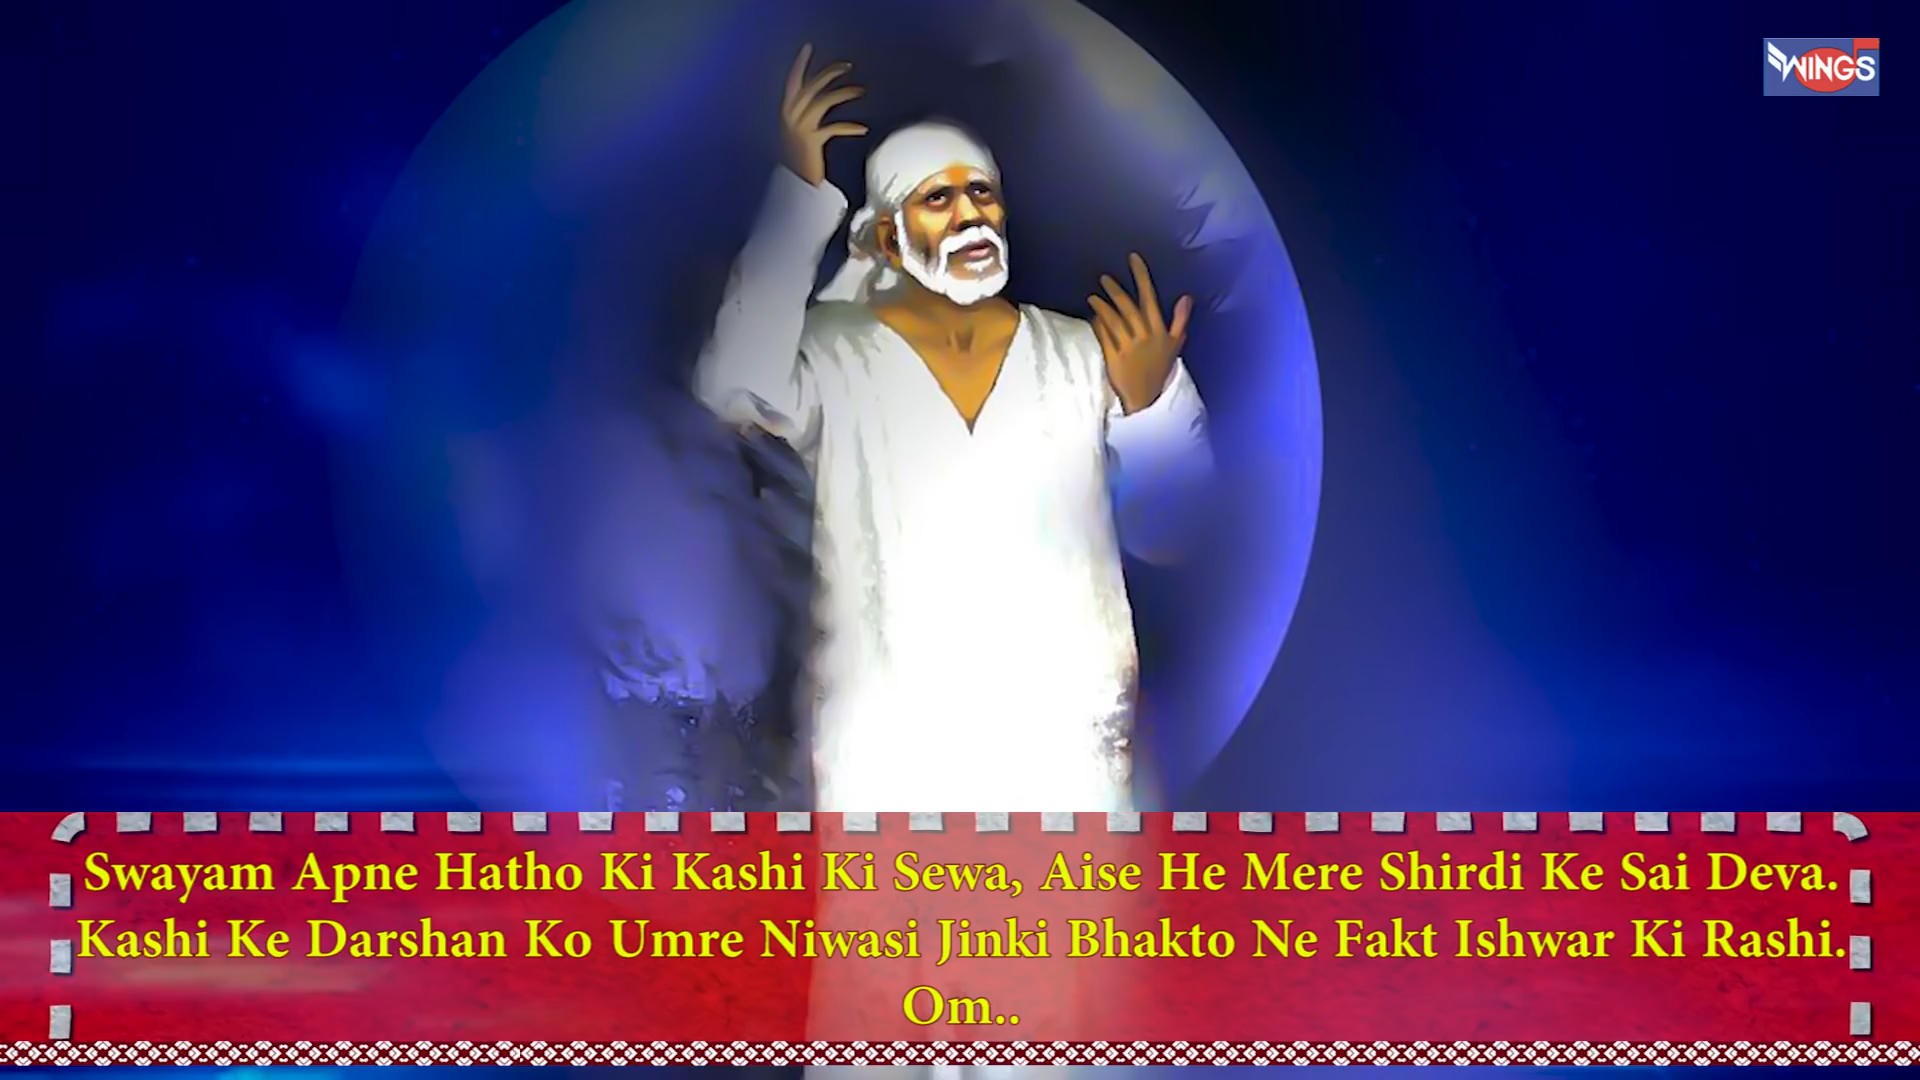 WINGS
Swayam Apne Hatho Ki Kashi Ki Sewa, Aise He Mere Shirdi Ke Sai Deva.
Kashi Ke Darshan Ko Umre Niwasi Jinki Bhakto Ne Fakt Ishwar Ki Rashi.
Om..